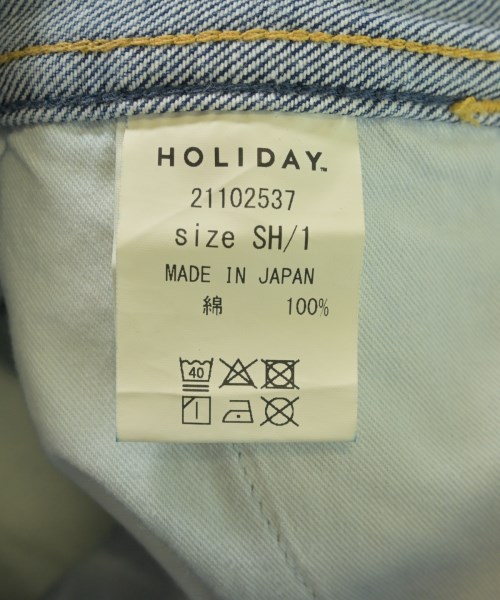 HOLIDAY™
21102537
size SH/1
MADE IN JAPAN
綿 100%
40